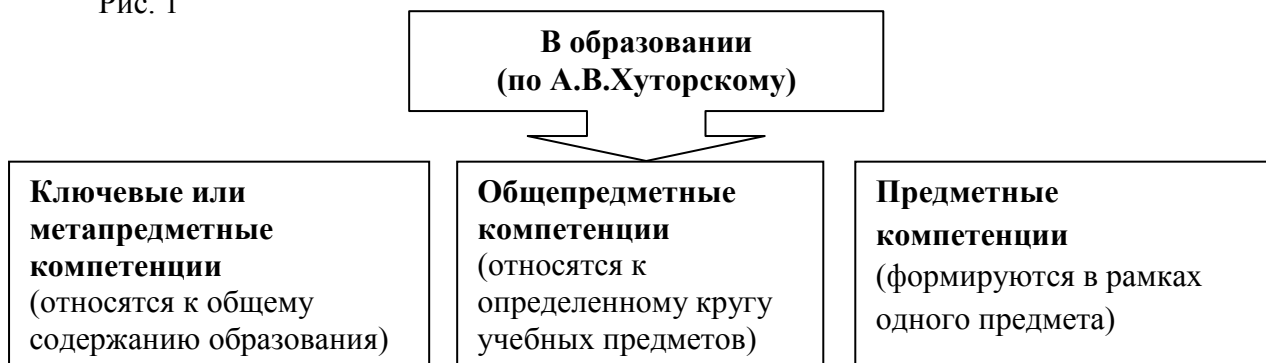 Рис. 1
В образовании
(по А.В.Хуторскому)
Ключевые или
метапредметные
компетенции
(относятся к общему
содержанию образования)
Общепредметные
компетенции
(относятся к
определенному кругу
учебных предметов)
Предметные
компетенции
(формируются в рамках
одного предмета)